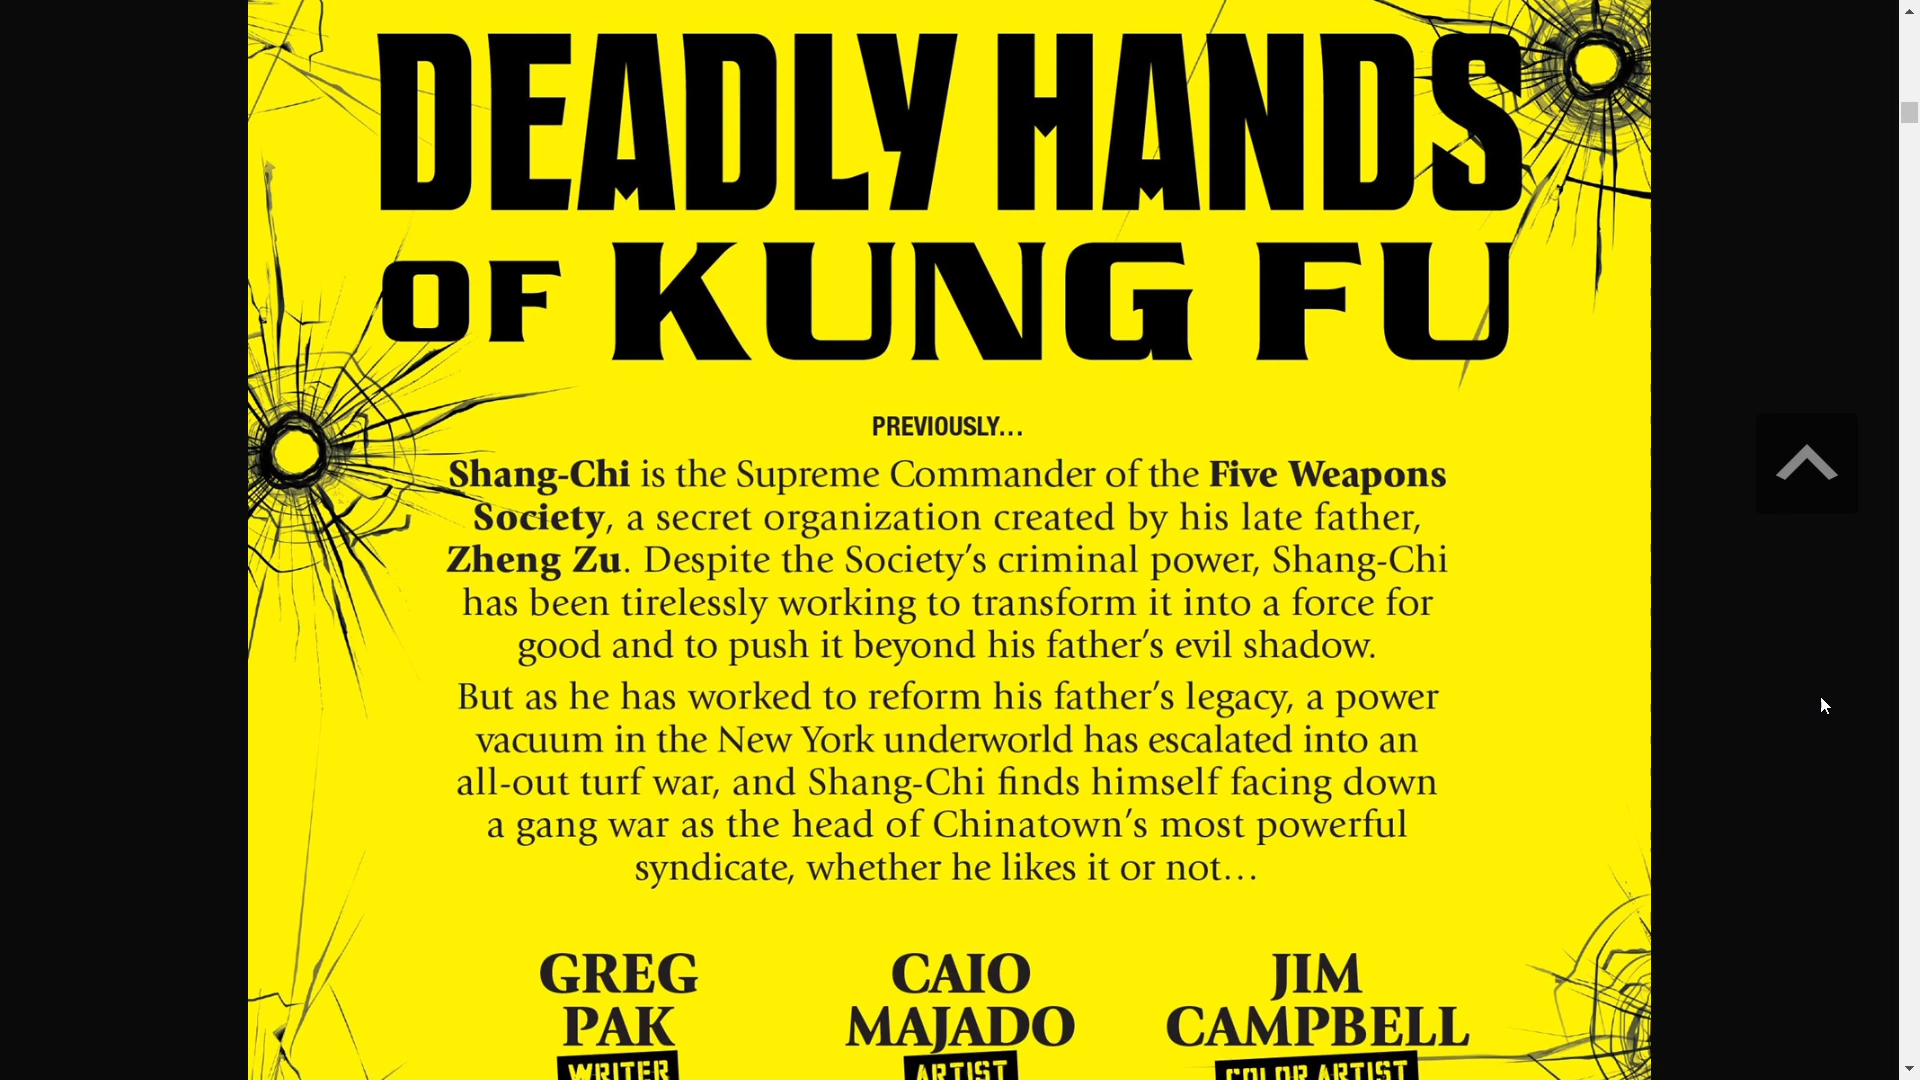 DEADLY HANDS
OF KUNG FU
PREVIOUSLY...
Shang-Chi is the Supreme Commander of the Five Weapons
Society, a secret organization created by his late father,
Zheng Zu. Despite the Society's criminal power, Shang-Chi
has been tirelessly working to transform it into a force for
good and to push it beyond his father's evil shadow.
But as he has worked to reform his father's legacy, a power
vacuum in the New York underworld has escalated into an
all-out turf war, and Shang-Chi finds himself facing down
a gang war as the head of Chinatown's most powerful
syndicate, whether he likes it or not...
GREG PAK
WRITER
CAIO MAJADO
ARTIST
JIM CAMPBELL
COLOR ARTIST